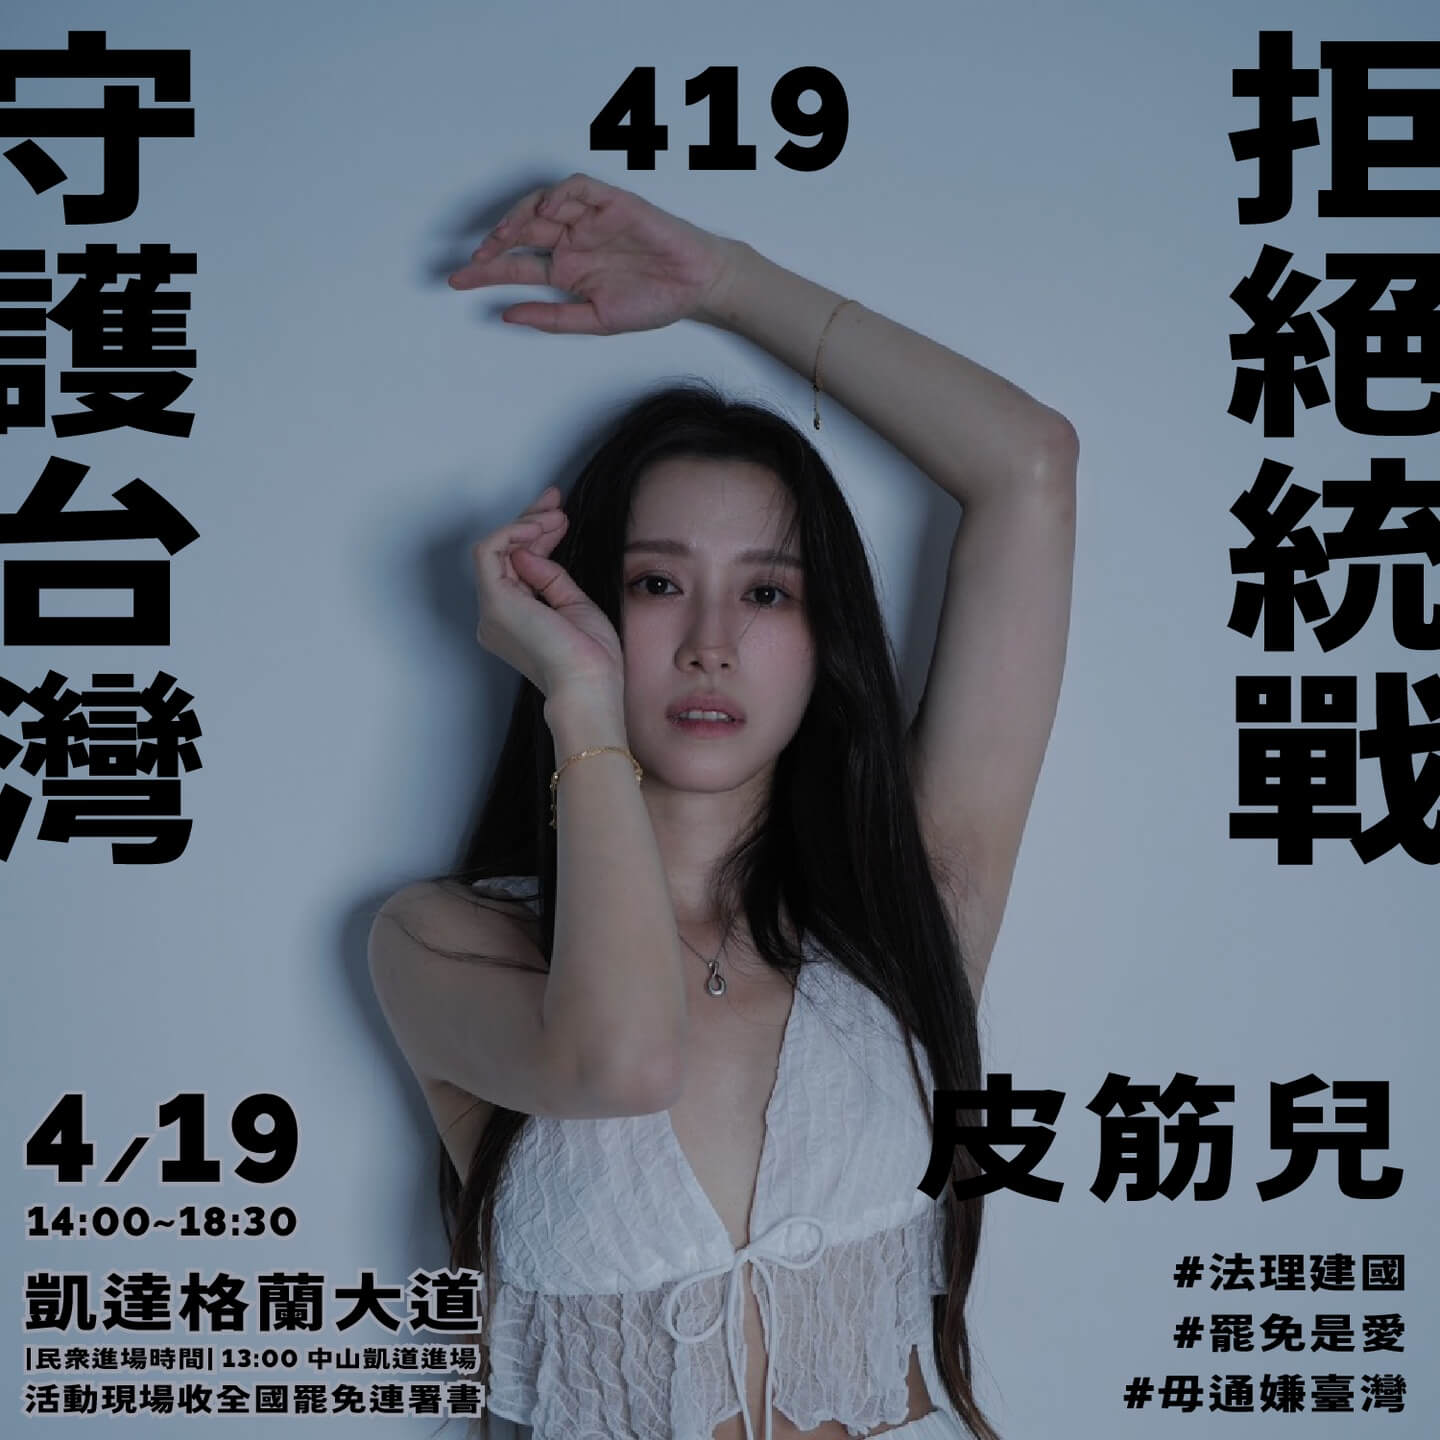 419
拒絕統戰
守護台灣
皮筋兒
4/19
14:00~18:30
凱達格蘭大道
|民眾進場時間| 13:00 中山凱道進場
活動現場收全國罷免連署書
#法理建國
#罷免是愛
#毋通嫌臺灣